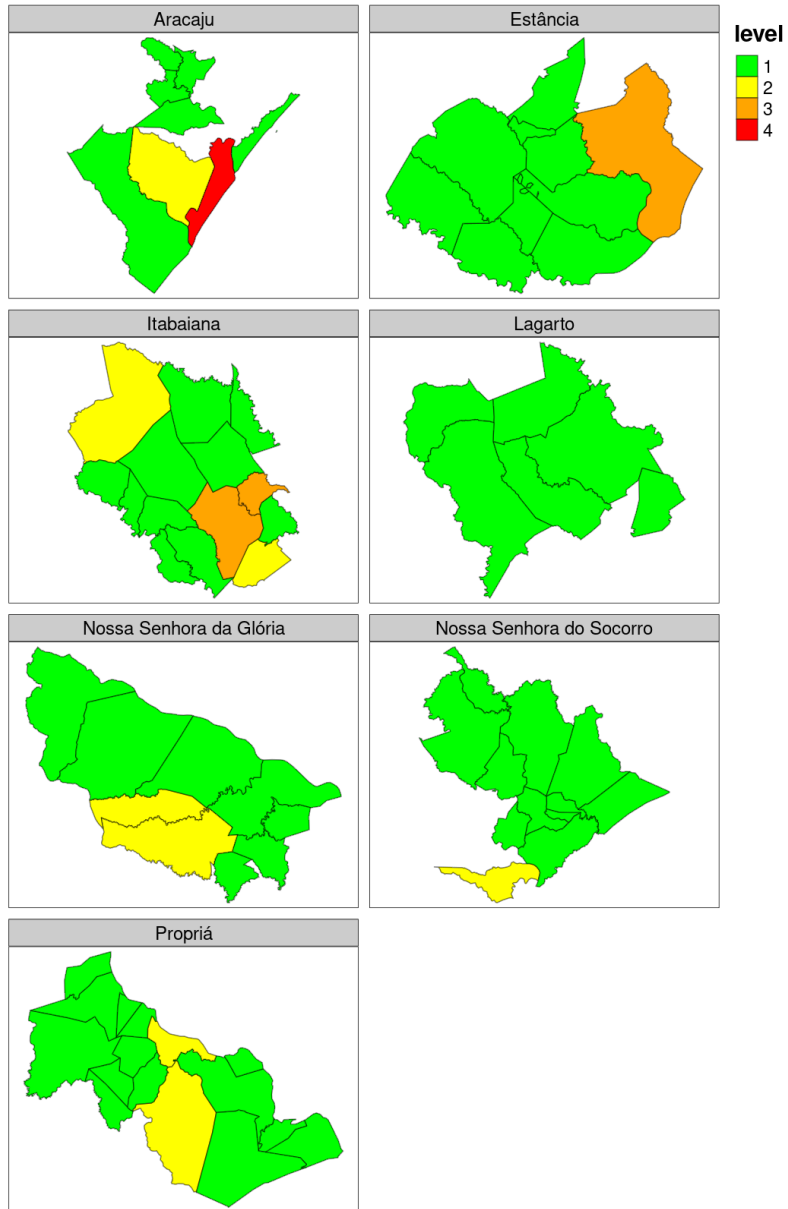 Aracaju
Estância
level
1
2
3
4
Itabaiana
Lagarto
Nossa Senhora da Glória
Nossa Senhora do Socorro
Propriá